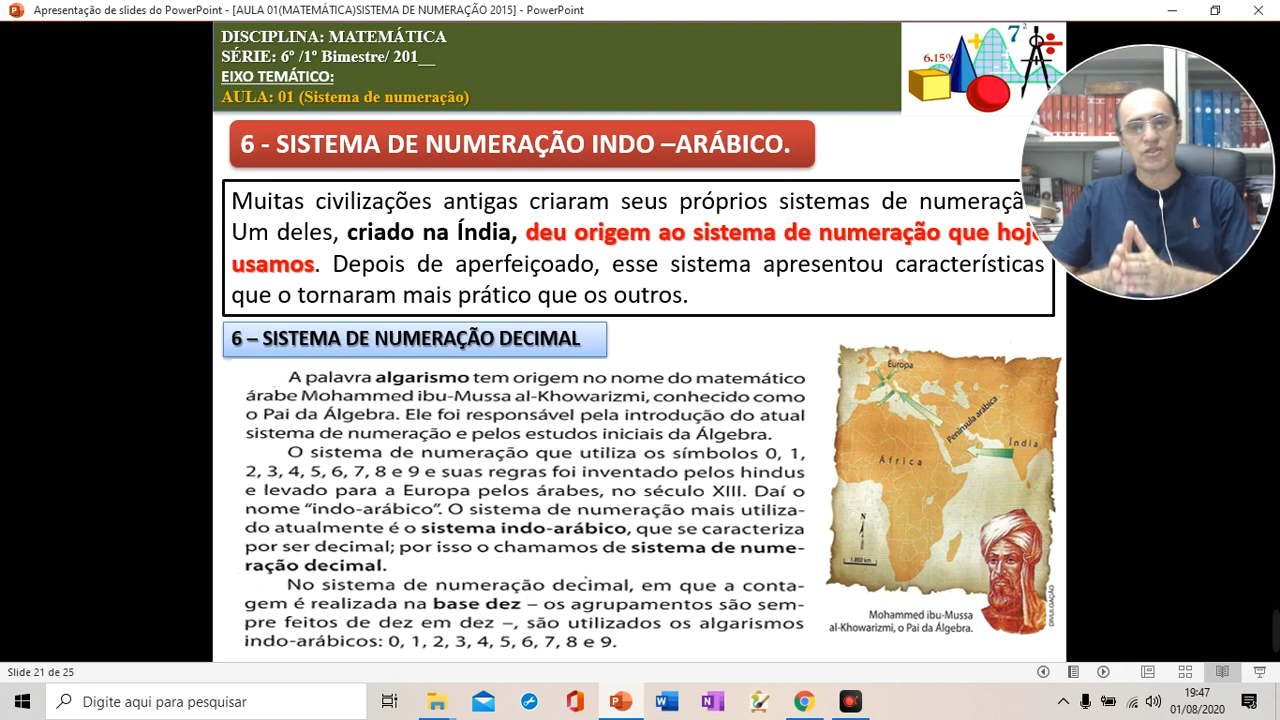 Apresentação de slides do PowerPoint - [AULA 01(MATEMÁTICA)SISTEMA DE NUMERAÇÃO 2015] - PowerPoint
DISCIPLINA: MATEMÁTICA
SÉRIE: 6º /1º Bimestre/ 201__
EIXO TEMÁTICO:
AULA: 01 (Sistema de numeração)
6.15%
7²
6 - SISTEMA DE NUMERAÇÃO INDO –ARÁBICO.
Muitas civilizações antigas criaram seus próprios sistemas de numeraçã
Um deles, criado na Índia, deu origem ao sistema de numeração que hoje
usamos. Depois de aperfeiçoado, esse sistema apresentou características
que o tornaram mais prático que os outros.
6 – SISTEMA DE NUMERAÇÃO DECIMAL
A palavra algarismo tem origem no nome do matemático
árabe Mohammed ibu-Mussa al-Khowarizmi, conhecido como
o Pai da Álgebra. Ele foi responsável pela introdução do atual
sistema de numeração e pelos estudos iniciais da Álgebra.
O sistema de numeração que utiliza os símbolos 0, 1,
2, 3, 4, 5, 6, 7, 8 e 9 e suas regras foi inventado pelos hindus
e levado para a Europa pelos árabes, no século XIII. Daí o
nome “indo-arábico”. O sistema de numeração mais utiliza-
do atualmente é o sistema indo-arábico, que se caracteriza
por ser decimal; por isso o chamamos de sistema de nume-
ração decimal.
No sistema de numeração decimal, em que a conta-
gem é realizada na base dez – os agrupamentos são sem-
pre feitos de dez em dez –, são utilizados os algarismos
indo-arábicos: 0, 1, 2, 3, 4, 5, 6, 7, 8 e 9.
Europa
Península arábica
Índia
África
N
DIVULGAÇÃO
Mohammed ibu-Mussa
al-Khowarizmi, o Pai da Álgebra.
Slide 21 de 25
Digite aqui para pesquisar
19:47
01/08/2020